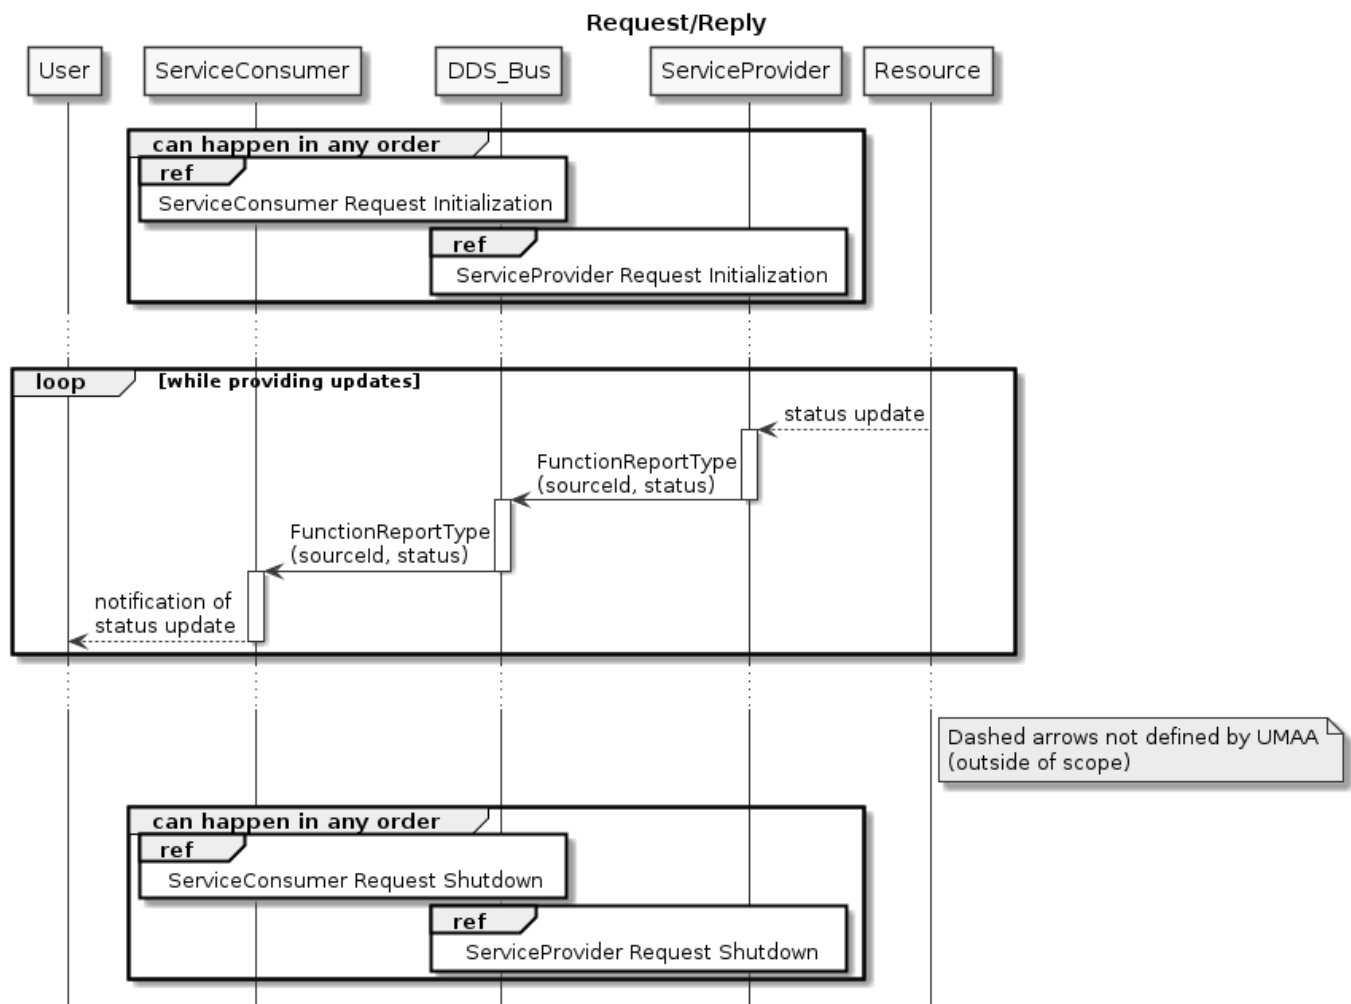 Request/Reply
User
ServiceConsumer
DDS_Bus
ServiceProvider
Resource
can happen in any order
ref
ServiceConsumer Request Initialization
ref
ServiceProvider Request Initialization
loop
[while providing updates]
status update
FunctionReportType
(sourceId, status)
FunctionReportType
(sourceId, status)
notification of
status update
Dashed arrows not defined by UMAA
(outside of scope)
can happen in any order
ref
ServiceConsumer Request Shutdown
ref
ServiceProvider Request Shutdown